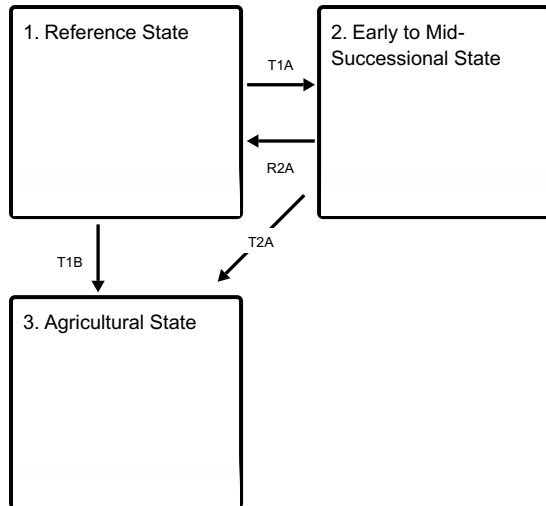 1. Reference State
2. Early to Mid-
Successional State
T1A
R2A
T1B
T2A
3. Agricultural State